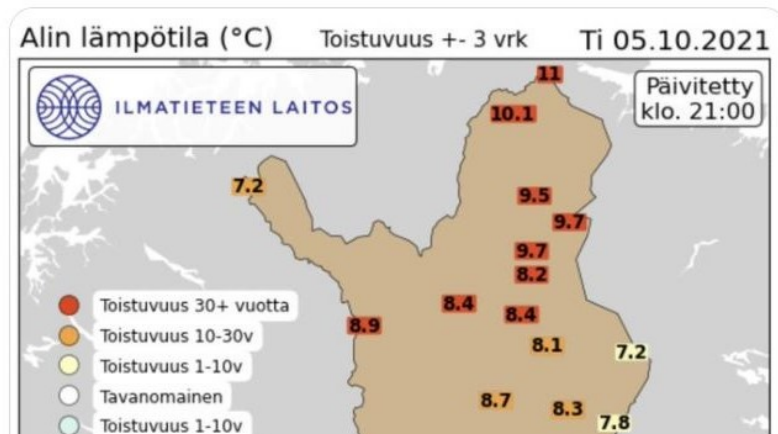 Alin lämpötila (°C) Toistuvuus +- 3 vrk Ti 05.10.2021
ILMATIETEEN LAITOS
Päivitetty
klo. 21:00
11
10.1
7.2
9.5
9.7
9.7
8.2
8.4
8.4
8.9
8.1
7.2
8.7
8.3
7.8
Toistuvuus 30+ vuotta
Toistuvuus 10-30v
Toistuvuus 1-10v
Tavanomainen
Toistuvuus 1-10v